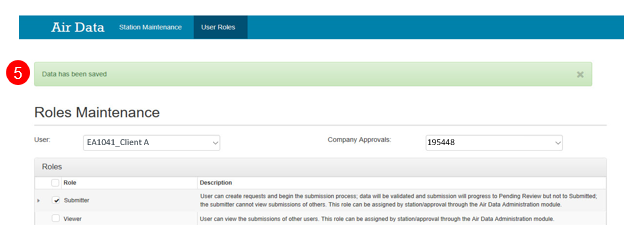 Air Data Station Maintenance User Roles
5 Data has been saved ×
Roles Maintenance
User: EA1041_Client A Company Approvals: 195448
Roles
Role Description
Submitter User can create requests and begin the submission process; data will be validated and submission will progress to Pending Review but not to Submitted;
the submitter cannot view submissions of others. This role can be assigned by station/approval through the Air Data Administration module.
Viewer User can view the submissions of other users. This role can be assigned by station/approval through the Air Data Administration module.